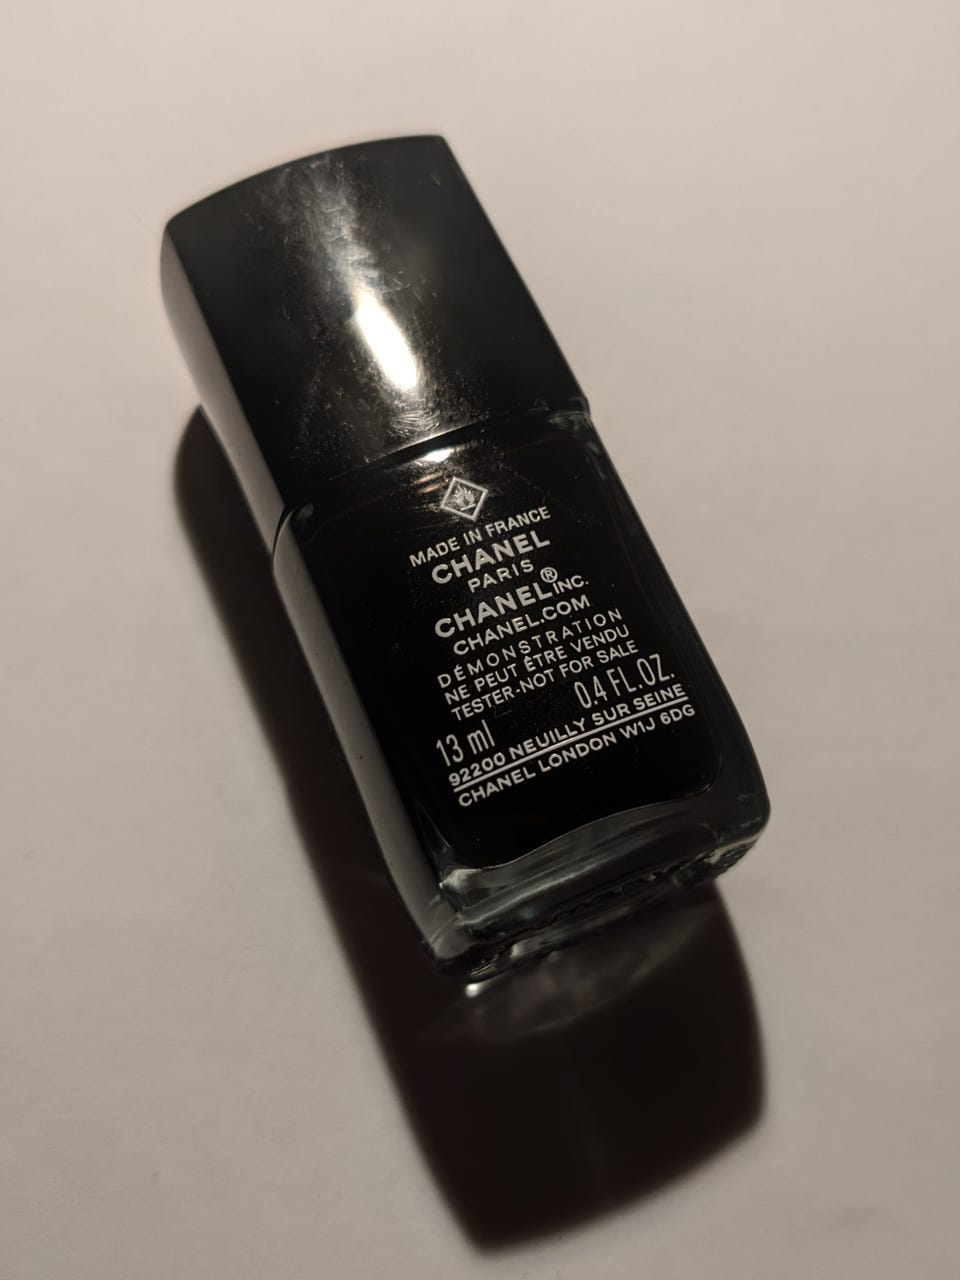 MADE IN FRANCE
CHANEL
PARIS
CHANEL® INC.
CHANEL.COM
DÉMONSTRATION
NE PEUT ÊTRE VENDU
TESTER-NOT FOR SALE
13 ml 0.4 FL.OZ.
92200 NEUILLY SUR SEINE
CHANEL LONDON W1J 6DG